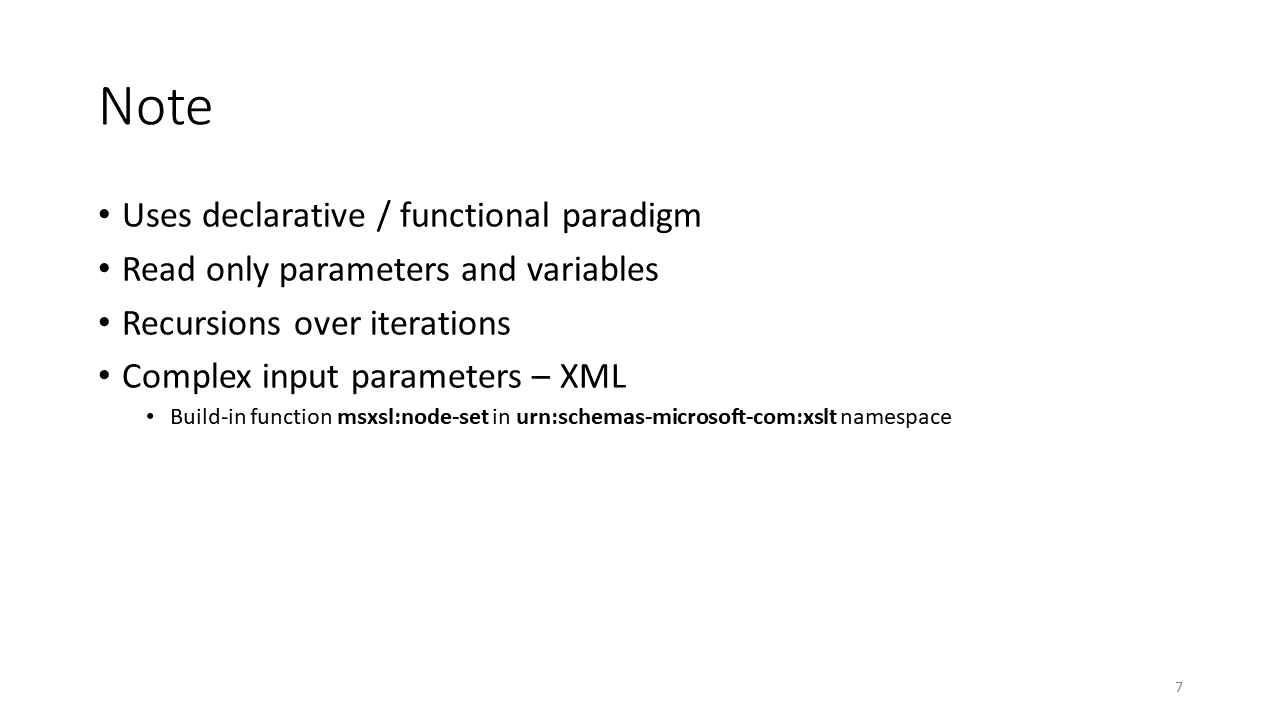 Note
• Uses declarative / functional paradigm
• Read only parameters and variables
• Recursions over iterations
• Complex input parameters – XML
• Build-in function msxsl:node-set in urn:schemas-microsoft-com:xslt namespace
7